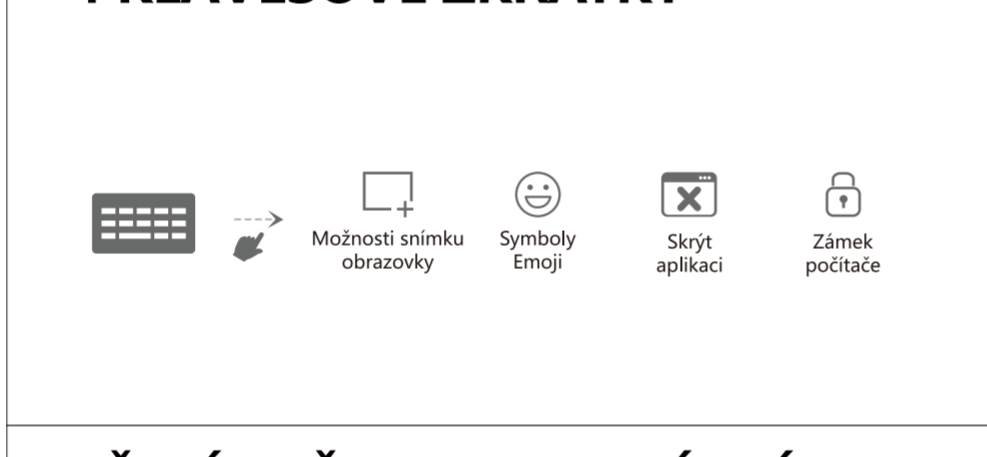 Možnosti snímku
obrazovky
Symboly
Emoji
Skrýt
aplikaci
Zámek
počítače